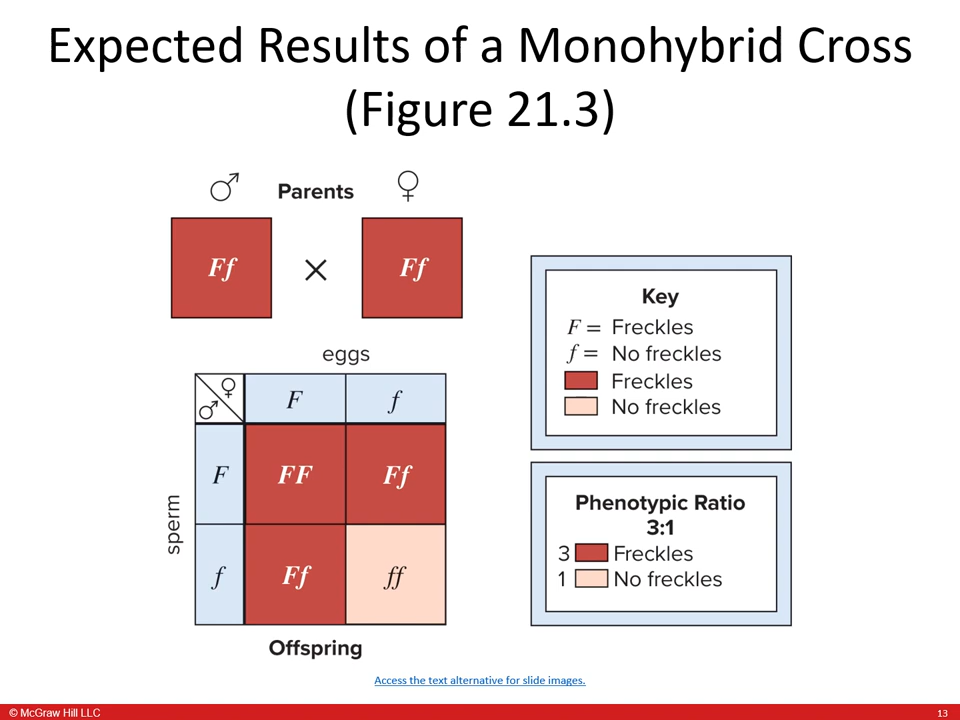 Expected Results of a Monohybrid Cross
(Figure 21.3)
♂ Parents ♀
Ff × Ff
eggs
♂ ♀ F f
sperm
F FF Ff
f Ff ff
Offspring
Key
F = Freckles
f = No freckles
Freckles
No freckles
Phenotypic Ratio
3:1
3 Freckles
1 No freckles
Access the text alternative for slide images.
© McGraw Hill LLC 13